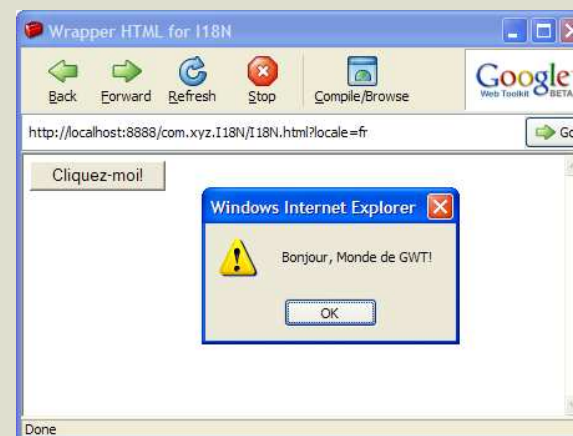 Wrapper HTML for I18N
Back Forward Refresh Stop Compile/Browse
Google
Web Toolkit BETA
http://localhost:8888/com.xyz.I18N/I18N.html?locale=fr
Go
Cliquez-moi!
Windows Internet Explorer
Bonjour, Monde de GWT!
OK
Done